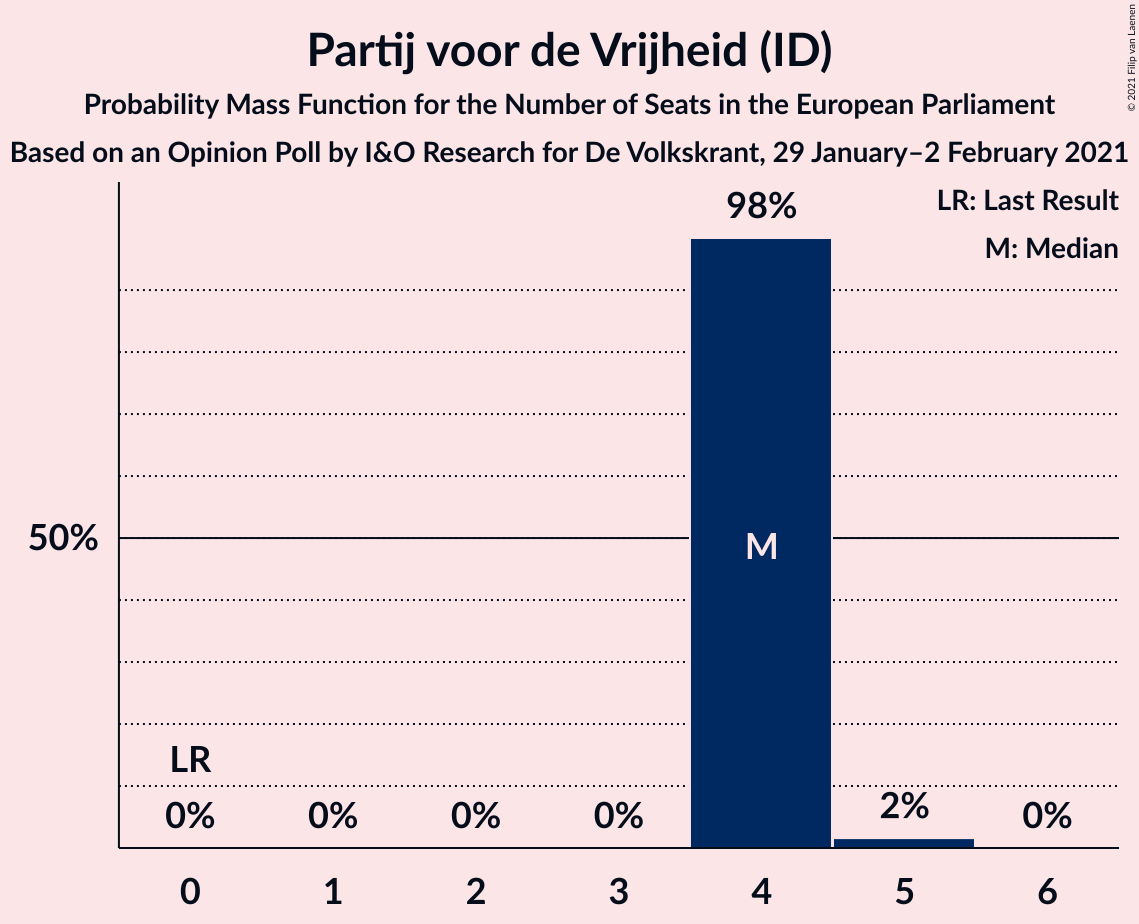 Partij voor de Vrijheid (ID)
Probability Mass Function for the Number of Seats in the European Parliament
Based on an Opinion Poll by I&O Research for De Volkskrant, 29 January–2 February 2021
© 2021 Filip van Laenen
LR: Last Result
M: Median
98%
50%
M
LR
0%
0%
0%
0%
2%
0%
0
1
2
3
4
5
6